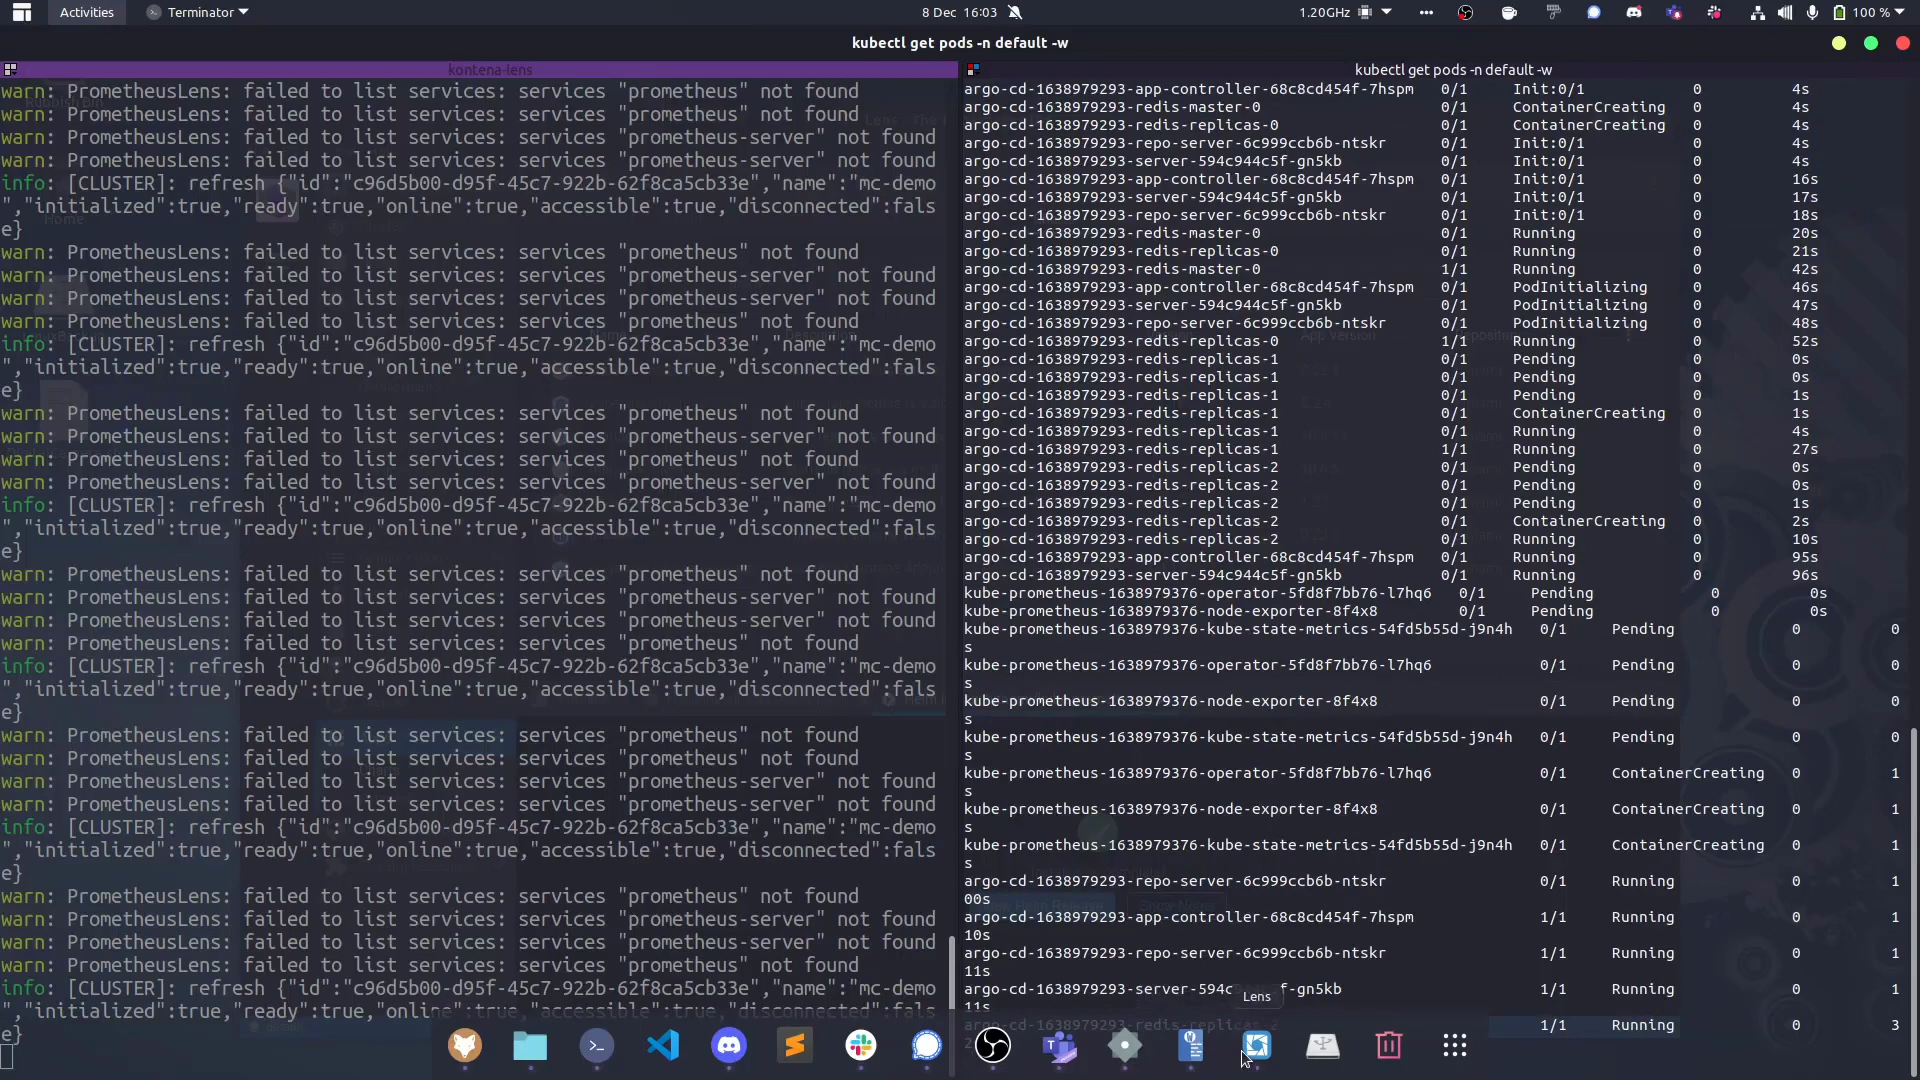 Activities
Terminator
8 Dec 16:03
1.20GHz
100 %
kubectl get pods -n default -w
kontena-lens
warn: PrometheusLens: failed to list services: services "prometheus" not found
warn: PrometheusLens: failed to list services: services "prometheus" not found
warn: PrometheusLens: failed to list services: services "prometheus-server" not found
warn: PrometheusLens: failed to list services: services "prometheus-server" not found
info: [CLUSTER]: refresh {"id":"c96d5b00-d95f-45c7-922b-62f8ca5cb33e","name":"mc-demo
","initialized":true,"ready":true,"online":true,"accessible":true,"disconnected":fals
e}
warn: PrometheusLens: failed to list services: services "prometheus" not found
warn: PrometheusLens: failed to list services: services "prometheus-server" not found
warn: PrometheusLens: failed to list services: services "prometheus-server" not found
warn: PrometheusLens: failed to list services: services "prometheus" not found
info: [CLUSTER]: refresh {"id":"c96d5b00-d95f-45c7-922b-62f8ca5cb33e","name":"mc-demo
","initialized":true,"ready":true,"online":true,"accessible":true,"disconnected":fals
e}
warn: PrometheusLens: failed to list services: services "prometheus" not found
warn: PrometheusLens: failed to list services: services "prometheus-server" not found
warn: PrometheusLens: failed to list services: services "prometheus" not found
warn: PrometheusLens: failed to list services: services "prometheus-server" not found
info: [CLUSTER]: refresh {"id":"c96d5b00-d95f-45c7-922b-62f8ca5cb33e","name":"mc-demo
","initialized":true,"ready":true,"online":true,"accessible":true,"disconnected":fals
e}
warn: PrometheusLens: failed to list services: services "prometheus" not found
warn: PrometheusLens: failed to list services: services "prometheus-server" not found
warn: PrometheusLens: failed to list services: services "prometheus-server" not found
warn: PrometheusLens: failed to list services: services "prometheus" not found
info: [CLUSTER]: refresh {"id":"c96d5b00-d95f-45c7-922b-62f8ca5cb33e","name":"mc-demo
","initialized":true,"ready":true,"online":true,"accessible":true,"disconnected":fals
e}
warn: PrometheusLens: failed to list services: services "prometheus" not found
warn: PrometheusLens: failed to list services: services "prometheus" not found
warn: PrometheusLens: failed to list services: services "prometheus-server" not found
warn: PrometheusLens: failed to list services: services "prometheus-server" not found
info: [CLUSTER]: refresh {"id":"c96d5b00-d95f-45c7-922b-62f8ca5cb33e","name":"mc-demo
","initialized":true,"ready":true,"online":true,"accessible":true,"disconnected":fals
e}
warn: PrometheusLens: failed to list services: services "prometheus" not found
warn: PrometheusLens: failed to list services: services "prometheus-server" not found
warn: PrometheusLens: failed to list services: services "prometheus-server" not found
warn: PrometheusLens: failed to list services: services "prometheus" not found
info: [CLUSTER]: refresh {"id":"c96d5b00-d95f-45c7-922b-62f8ca5cb33e","name":"mc-demo
","initialized":true,"ready":true,"online":true,"accessible":true,"disconnected":fals
e}
kubectl get pods -n default -w
argo-cd-1638979293-app-controller-68c8cd454f-7hspm 0/1 Init:0/1 0 4s
argo-cd-1638979293-redis-master-0 0/1 ContainerCreating 0 4s
argo-cd-1638979293-redis-replicas-0 0/1 ContainerCreating 0 4s
argo-cd-1638979293-repo-server-6c999ccb6b-ntskr 0/1 Init:0/1 0 4s
argo-cd-1638979293-server-594c944c5f-gn5kb 0/1 Init:0/1 0 4s
argo-cd-1638979293-app-controller-68c8cd454f-7hspm 0/1 Init:0/1 0 16s
argo-cd-1638979293-server-594c944c5f-gn5kb 0/1 Init:0/1 0 17s
argo-cd-1638979293-repo-server-6c999ccb6b-ntskr 0/1 Init:0/1 0 18s
argo-cd-1638979293-redis-master-0 0/1 Running 0 20s
argo-cd-1638979293-redis-replicas-0 0/1 Running 0 21s
argo-cd-1638979293-redis-master-0 1/1 Running 0 42s
argo-cd-1638979293-app-controller-68c8cd454f-7hspm 0/1 PodInitializing 0 46s
argo-cd-1638979293-server-594c944c5f-gn5kb 0/1 PodInitializing 0 47s
argo-cd-1638979293-repo-server-6c999ccb6b-ntskr 0/1 PodInitializing 0 48s
argo-cd-1638979293-redis-replicas-0 1/1 Running 0 52s
argo-cd-1638979293-redis-replicas-1 0/1 Pending 0 0s
argo-cd-1638979293-redis-replicas-1 0/1 Pending 0 0s
argo-cd-1638979293-redis-replicas-1 0/1 Pending 0 1s
argo-cd-1638979293-redis-replicas-1 0/1 ContainerCreating 0 1s
argo-cd-1638979293-redis-replicas-1 0/1 Running 0 4s
argo-cd-1638979293-redis-replicas-1 1/1 Running 0 27s
argo-cd-1638979293-redis-replicas-2 0/1 Pending 0 0s
argo-cd-1638979293-redis-replicas-2 0/1 Pending 0 0s
argo-cd-1638979293-redis-replicas-2 0/1 Pending 0 1s
argo-cd-1638979293-redis-replicas-2 0/1 ContainerCreating 0 2s
argo-cd-1638979293-redis-replicas-2 0/1 Running 0 10s
argo-cd-1638979293-app-controller-68c8cd454f-7hspm 0/1 Running 0 95s
argo-cd-1638979293-server-594c944c5f-gn5kb 0/1 Running 0 96s
kube-prometheus-1638979376-operator-5fd8f7bb76-l7hq6 0/1 Pending 0 0s
kube-prometheus-1638979376-node-exporter-8f4x8 0/1 Pending 0 0s
kube-prometheus-1638979376-kube-state-metrics-54fd5b55d-j9n4h 0/1 Pending 0 0
s
kube-prometheus-1638979376-operator-5fd8f7bb76-l7hq6 0/1 Pending 0 0
s
kube-prometheus-1638979376-node-exporter-8f4x8 0/1 Pending 0 0
s
kube-prometheus-1638979376-kube-state-metrics-54fd5b55d-j9n4h 0/1 Pending 0 0
s
kube-prometheus-1638979376-operator-5fd8f7bb76-l7hq6 0/1 ContainerCreating 0 1
s
kube-prometheus-1638979376-node-exporter-8f4x8 0/1 ContainerCreating 0 1
s
kube-prometheus-1638979376-kube-state-metrics-54fd5b55d-j9n4h 0/1 ContainerCreating 0 1
s
argo-cd-1638979293-repo-server-6c999ccb6b-ntskr 0/1 Running 0 1
00s
argo-cd-1638979293-app-controller-68c8cd454f-7hspm 1/1 Running 0 1
10s
argo-cd-1638979293-repo-server-6c999ccb6b-ntskr 1/1 Running 0 1
11s
argo-cd-1638979293-server-594c f-gn5kb 1/1 Running 0 1
11s
argo-cd-1638979293-redis-replicas-2 1/1 Running 0 3
Lens